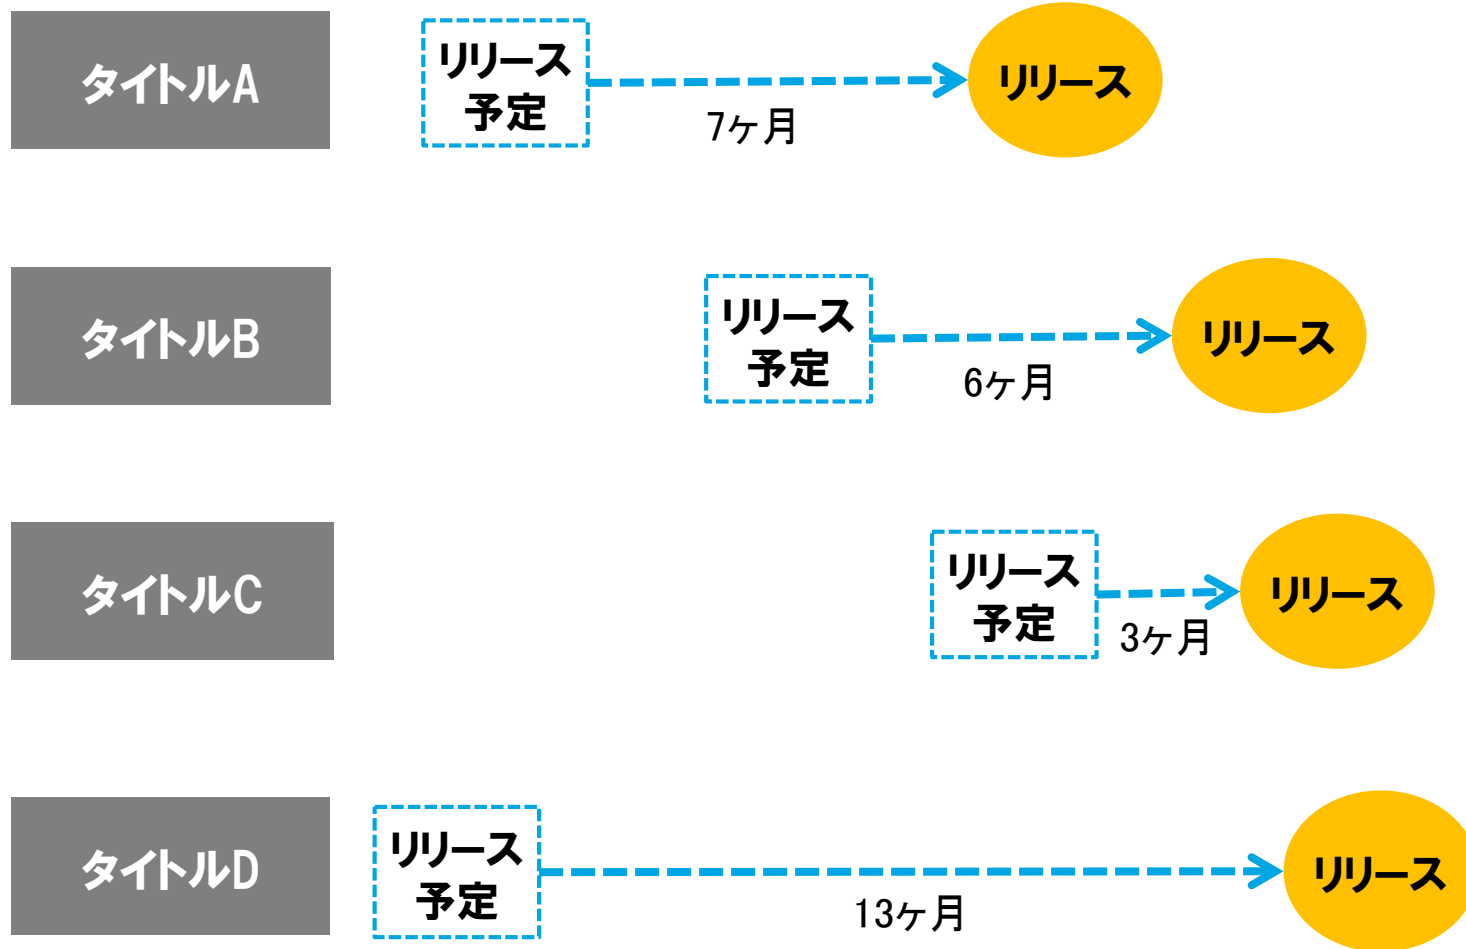 タイトルA
リリース
予定
7ヶ月
リリース
タイトルB
リリース
予定
6ヶ月
リリース
タイトルC
リリース
予定
3ヶ月
リリース
タイトルD
リリース
予定
13ヶ月
リリース